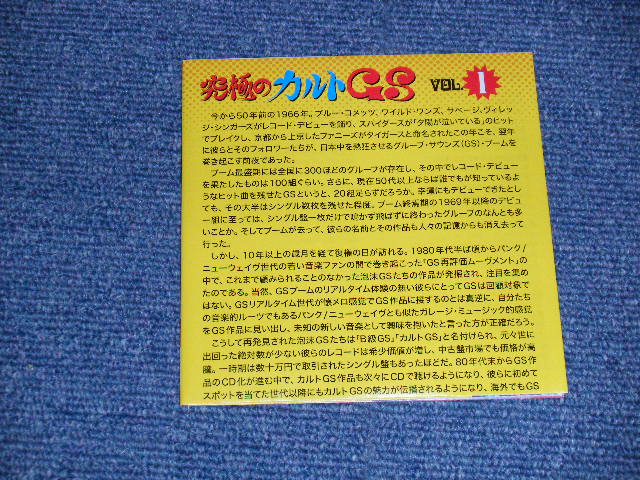 究極のカルトGS VOL.1
今から50年前の1966年。ブルー・コメッツ、ワイルド・ワンズ、サベージ、ヴィレッ
ジ・シンガーズがレコード・デビューを飾り、スパイダースが「夕陽が泣いている」のヒット
でブレイクし、京都から上京したファニーズがタイガースと命名されたこの年こそ、翌年
に彼らとそのフォロワーたちが、日本中を熱狂させるグループ・サウンズ(GS)・ブームを
巻き起こす前夜であった。
ブーム最盛期には全国に300ほどのグループが存在し、その中でレコード・デビュー
を果たしたものは100組ぐらい。さらに、現在50代以上ならば誰でもが知っているよう
なヒット曲を残せたGSというと、20組足らずだろうか。幸運にもデビューできたとし
ても、その大半はシングル数枚を残せた程度。ブーム終焉期の1969年以降のデビュ
ー組に至っては、シングル盤一枚だけで鳴かず飛ばずに終わったグループのなんとも多
いことか。そしてブームが去って、彼らの名前とその作品も人々の記憶からも消え去って
行った。
しかし、10年以上の歳月を経て復権の日が訪れる。1980年代半ば頃からパンク/
ニューウェイヴ世代の若い音楽ファンの間で巻き起こった「GS再評価ムーヴメント」の
中で、これまで顧みられることのなかった泡沫GSたちの作品が発掘され、注目を集め
たのである。当然、GSブームのリアルタイム体験の無い彼らにとってGSは回顧対象で
はない。GSリアルタイム世代が懐メロ感覚でGS作品に接するのとは真逆に、自分たち
の音楽的ルーツでもあるパンク/ニューウェイヴとも似たガレージ・ミュージック的感覚
をGS作品に見い出し、未知の新しい音楽として興味を抱いたと言った方が正確だろう。
こうして再発見された泡沫GSたちは「B級GS」「カルトGS」と名付けられ、元々世に
出回った絶対数が少ない彼らのレコードは希少価値が増し、中古盤市場でも価格が高
騰。一時期は数十万円で取引されたシングル盤もあったほどだ。80年代末からGS作
品のCD化が進む中で、カルトGS作品も次々にCDで聴けるようになり、彼らに初めて
スポットを当てた世代以降にもカルトGSの魅力が伝播されるようになり、海外でもGS